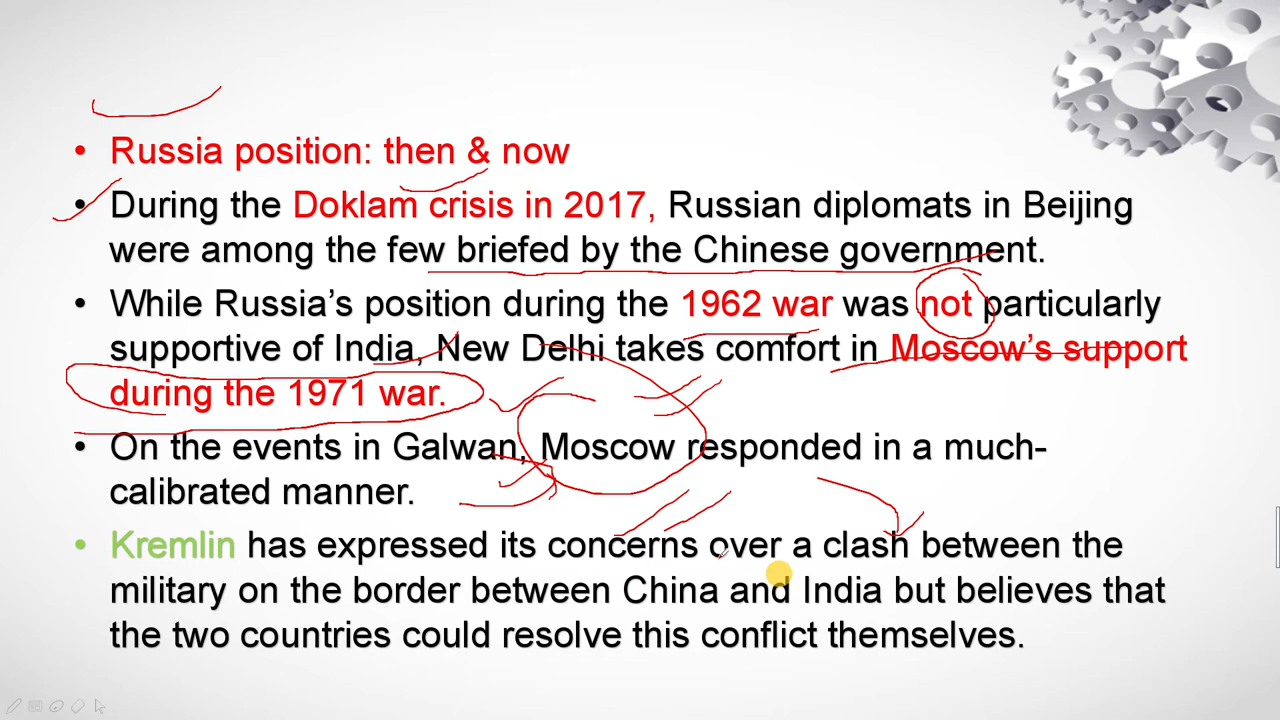 • Russia position: then & now
• During the Doklam crisis in 2017, Russian diplomats in Beijing
were among the few briefed by the Chinese government.
• While Russia’s position during the 1962 war was not particularly
supportive of India, New Delhi takes comfort in Moscow’s support
during the 1971 war.
• On the events in Galwan, Moscow responded in a much-
calibrated manner.
• Kremlin has expressed its concerns over a clash between the
military on the border between China and India but believes that
the two countries could resolve this conflict themselves.